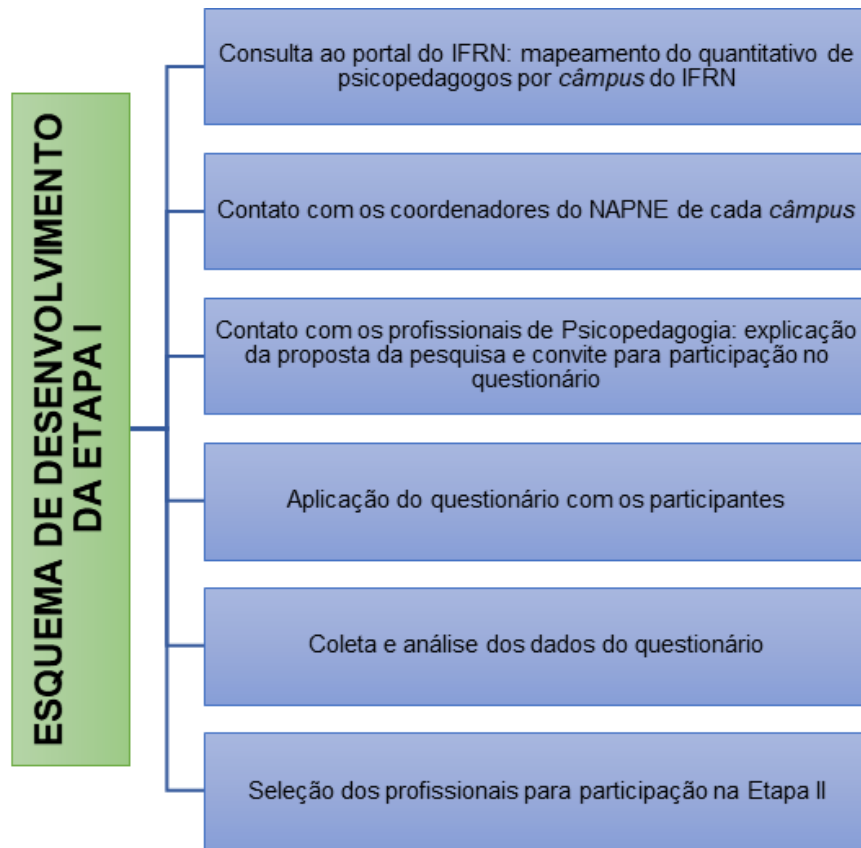 ESQUEMA DE DESENVOLVIMENTO
DA ETAPA I
Consulta ao portal do IFRN: mapeamento do quantitativo de
psicopedagogos por câmpus do IFRN
Contato com os coordenadores do NAPNE de cada câmpus
Contato com os profissionais de Psicopedagogia: explicação
da proposta da pesquisa e convite para participação no
questionário
Aplicação do questionário com os participantes
Coleta e análise dos dados do questionário
Seleção dos profissionais para participação na Etapa II